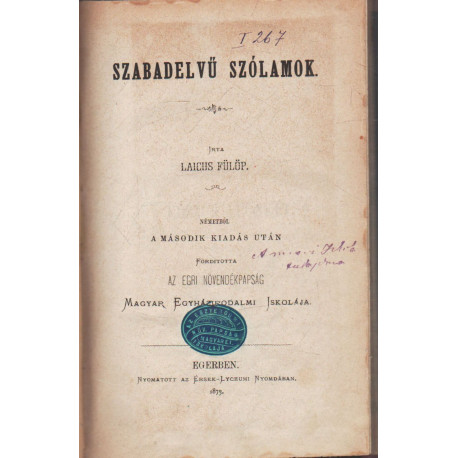 I 267
SZABADELVŰ SZÓLAMOK.
IRTA
LAICUS FÜLÖP.
NÉMETBŐL
A MÁSODIK KIADÁS UTÁN
FORDITOTTA
AZ EGRI NÖVENDÉKPAPSÁG
MAGYAR EGYHÁZIRODALMI ISKOLÁJA.
EGERBEN.
NYOMATOTT AZ ÉRSEK-LYCEUMI NYOMDÁBAN.
1875.